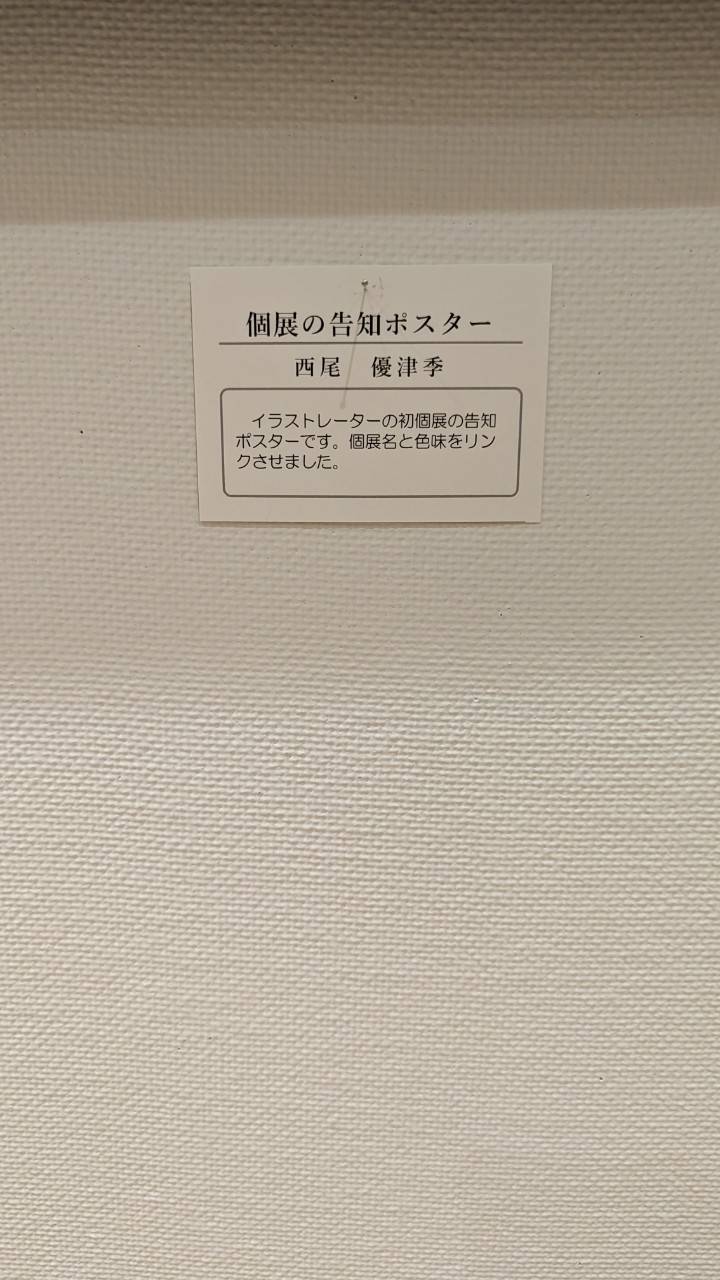 個展の告知ポスター
西尾　優津季
　イラストレーターの初個展の告知
ポスターです。個展名と色味をリン
クさせました。